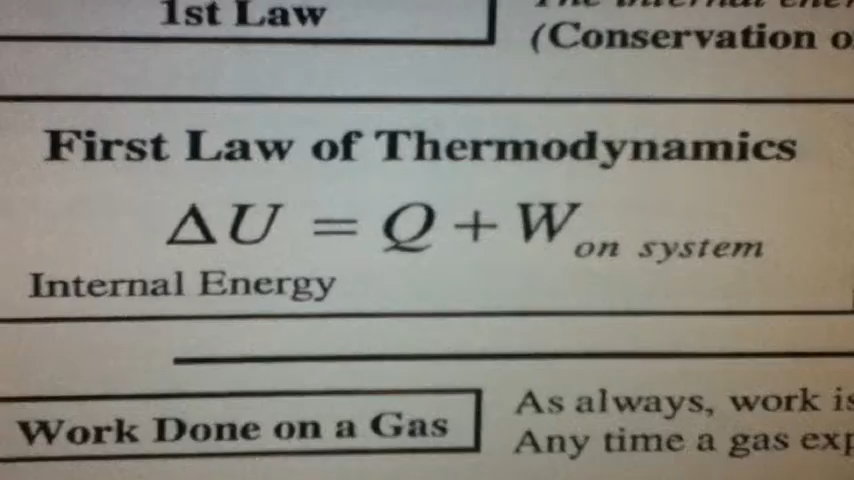 1st Law
(Conservation
First Law of Thermodynamics
ΔU = Q + W on system
Internal Energy
Work Done on a Gas
As always, work is
Any time a gas